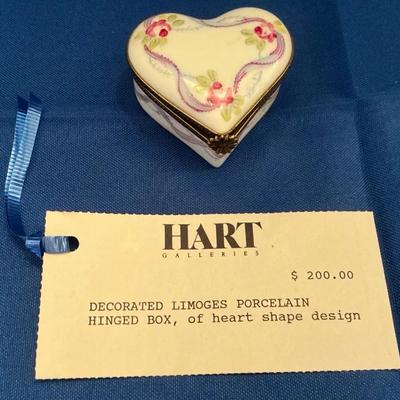 HART
GALLERIES
$ 200.00
DECORATED LIMOGES PORCELAIN
HINGED BOX, of heart shape design